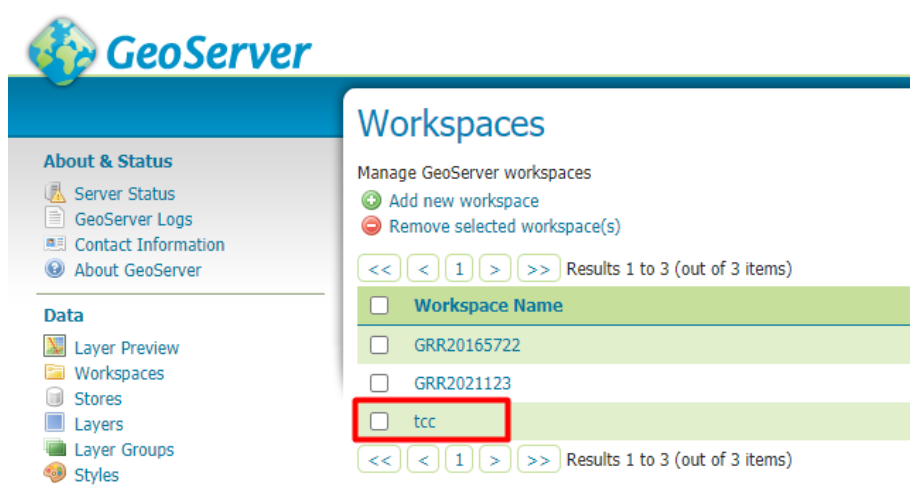 GeoServer
Workspaces
Manage GeoServer workspaces
Add new workspace
Remove selected workspace(s)
<< < 1 > >> Results 1 to 3 (out of 3 items)
Workspace Name
GRR20165722
GRR2021123
tcc
<< < 1 > >> Results 1 to 3 (out of 3 items)
About & Status
Server Status
GeoServer Logs
Contact Information
About GeoServer
Data
Layer Preview
Workspaces
Stores
Layers
Layer Groups
Styles